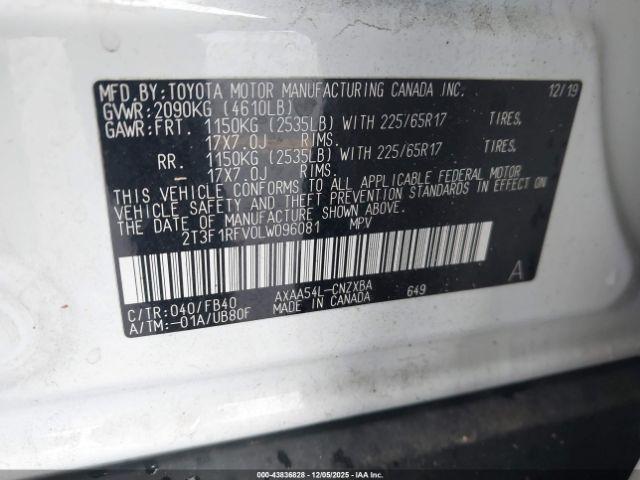 MFD.BY:TOYOTA MOTOR MANUFACTURING CANADA INC. 12/19
GVWR:2090KG (4610LB)
GAWR:FRT. 1150KG (2535LB) WITH 225/65R17 TIRES,
17X7.0J RIMS.
RR. 1150KG (2535LB) WITH 225/65R17 TIRES,
17X7.0J RIMS.
THIS VEHICLE CONFORMS TO ALL APPLICABLE FEDERAL MOTOR
VEHICLE SAFETY AND THEFT PREVENTION STANDARDS IN EFFECT ON
THE DATE OF MANUFACTURE SHOWN ABOVE.
2T3F1RFV0LW096081 MPV
C/TR:040/FB40 AXAA54L-CNZXBA 649 A
A/TM:-01A/UB80F MADE IN CANADA
000-43836828 - 12/05/2025 - IAAI.COM